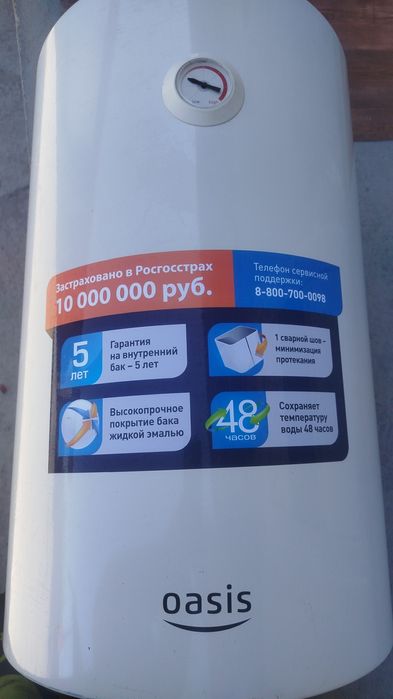 Застраховано в Росгосстрах
10 000 000 руб.
Телефон сервисной
поддержки:
8-800-700-0098
5
лет
Гарантия
на внутренний
бак – 5 лет
1 сварной шов –
минимизация
протекания
Высокопрочное
покрытие бака
жидкой эмалью
48
часов
Сохраняет
температуру
воды 48 часов
oasis